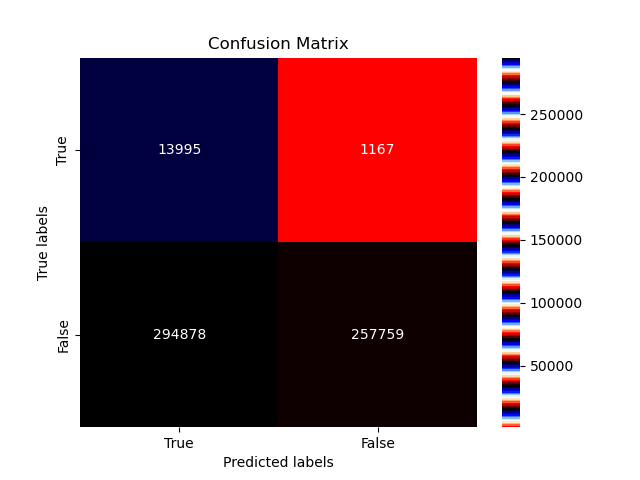 Confusion Matrix
True
13995
1167
250000
200000
True labels
150000
False
294878
257759
100000
50000
True
False
Predicted labels